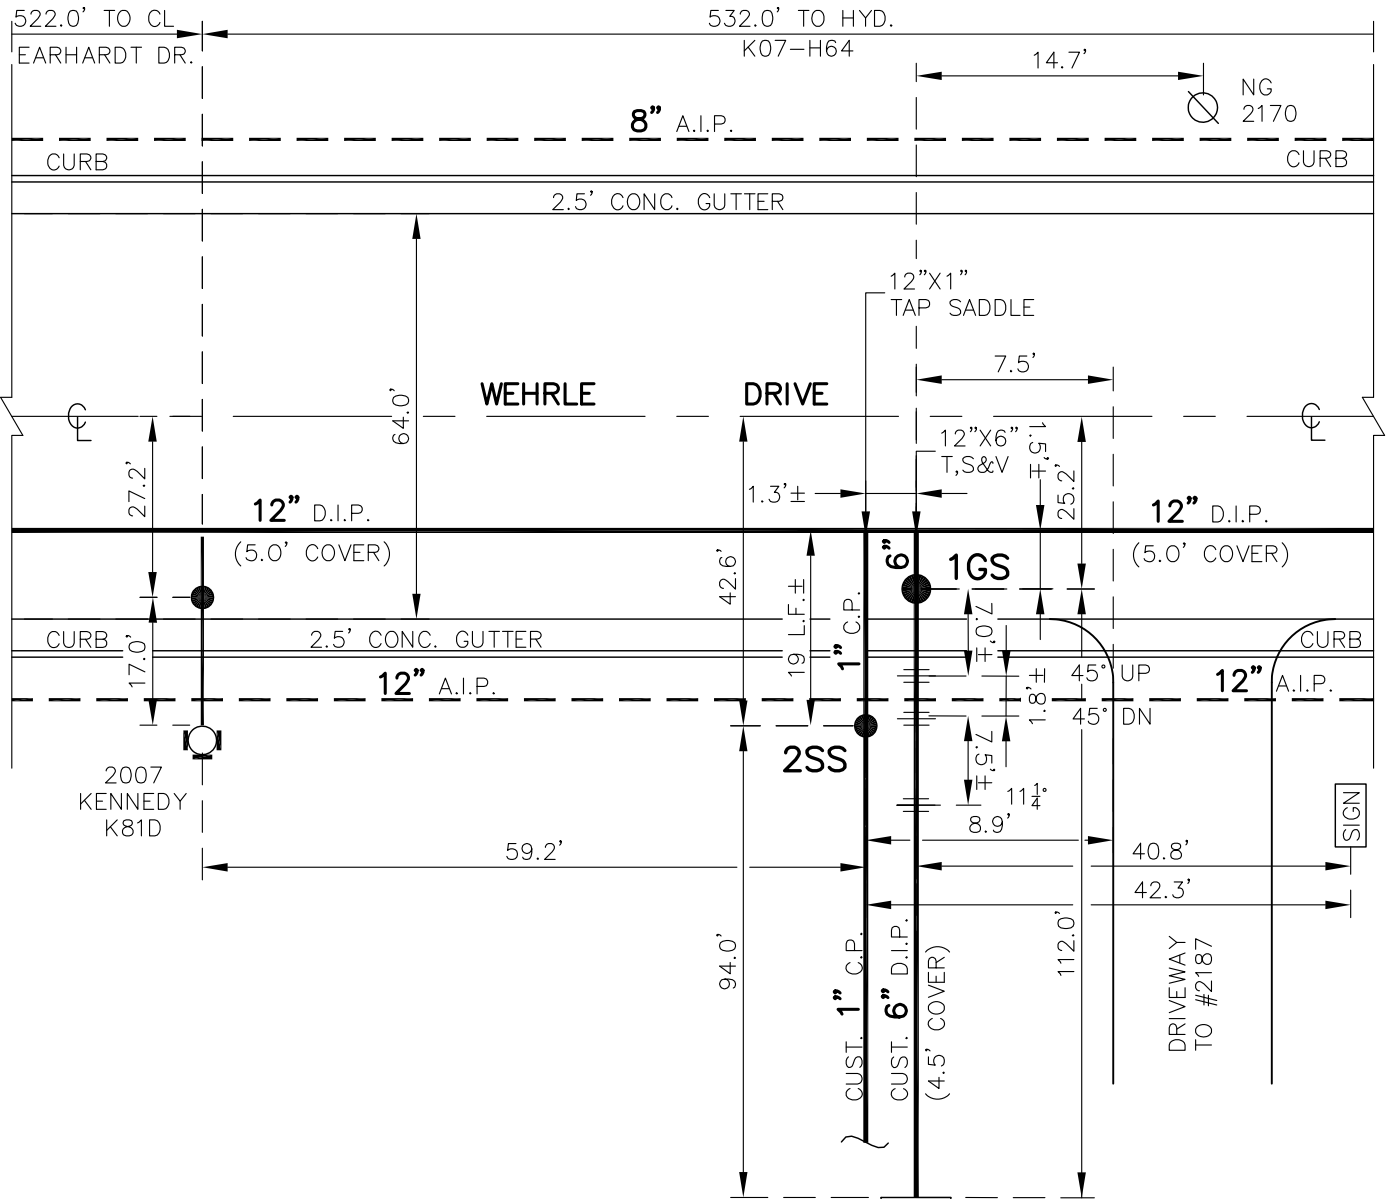 522.0' TO CL
EARHARDT DR.
532.0' TO HYD.
K07-H64
14.7'
NG
2170
8" A.I.P.
CURB
CURB
2.5' CONC. GUTTER
12"X1"
TAP SADDLE
7.5'
WEHRLE DRIVE
CL
CL
64.0'
27.2'
12"X6"
T,S&V
1.5'±
25.2'
1.3'±
12" D.I.P.
(5.0' COVER)
12" D.I.P.
(5.0' COVER)
42.6'
19 L.F.±
1" C.P.
6"
1GS
7.0'±
CURB
2.5' CONC. GUTTER
CURB
17.0'
12" A.I.P.
45° UP
12" A.I.P.
1.8'±
45° DN
2SS
7.5'±
2007
KENNEDY
K81D
11 1/4°
SIGN
8.9'
59.2'
40.8'
42.3'
94.0'
112.0'
CUST. 1" C.P.
CUST. 6" D.I.P.
(4.5' COVER)
DRIVEWAY
TO #2187